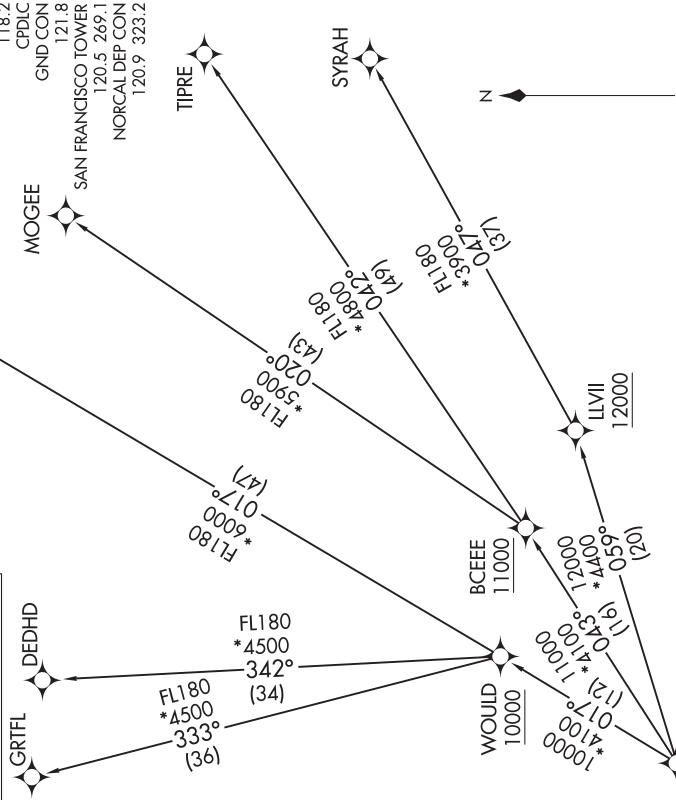 118.2
CPDLC
GND CON
121.8
SAN FRANCISCO TOWER
120.5 269.1
NORCAL DEP CON
120.9 323.2
TIPRE
SYRAH
N
MOGEE
FL180
*3900
047°
(37)
FL180
*4800
042°
(49)
FL180
*5900
020°
(43)
FL180
*6000
017°
(47)
LLVII
12000
BCEEE
11000
12000
*4400
059°
(20)
11000
*4100
043°
(16)
10000
*4100
017°
(12)
WOULD
10000
DEDHD
FL180
*4500
342°
(34)
GRTFL
FL180
*4500
333°
(36)